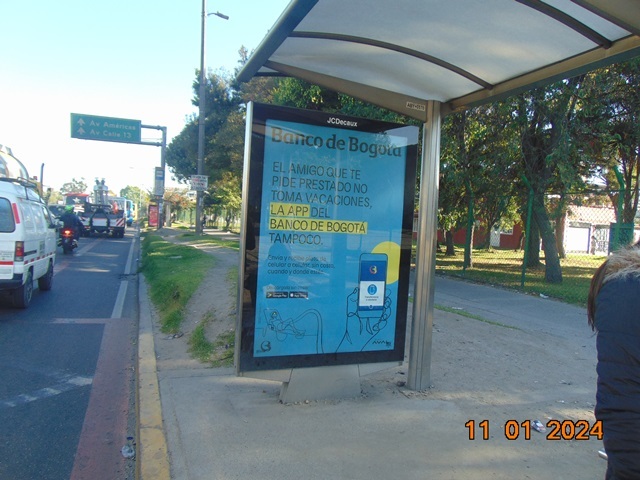 Av Américas
Av Calle 13
JCDecaux
Banco de Bogotá
EL AMIGO QUE TE
PIDE PRESTADO NO
TOMA VACACIONES,
LA APP DEL
BANCO DE BOGOTÁ
TAMPOCO.
11 01 2024